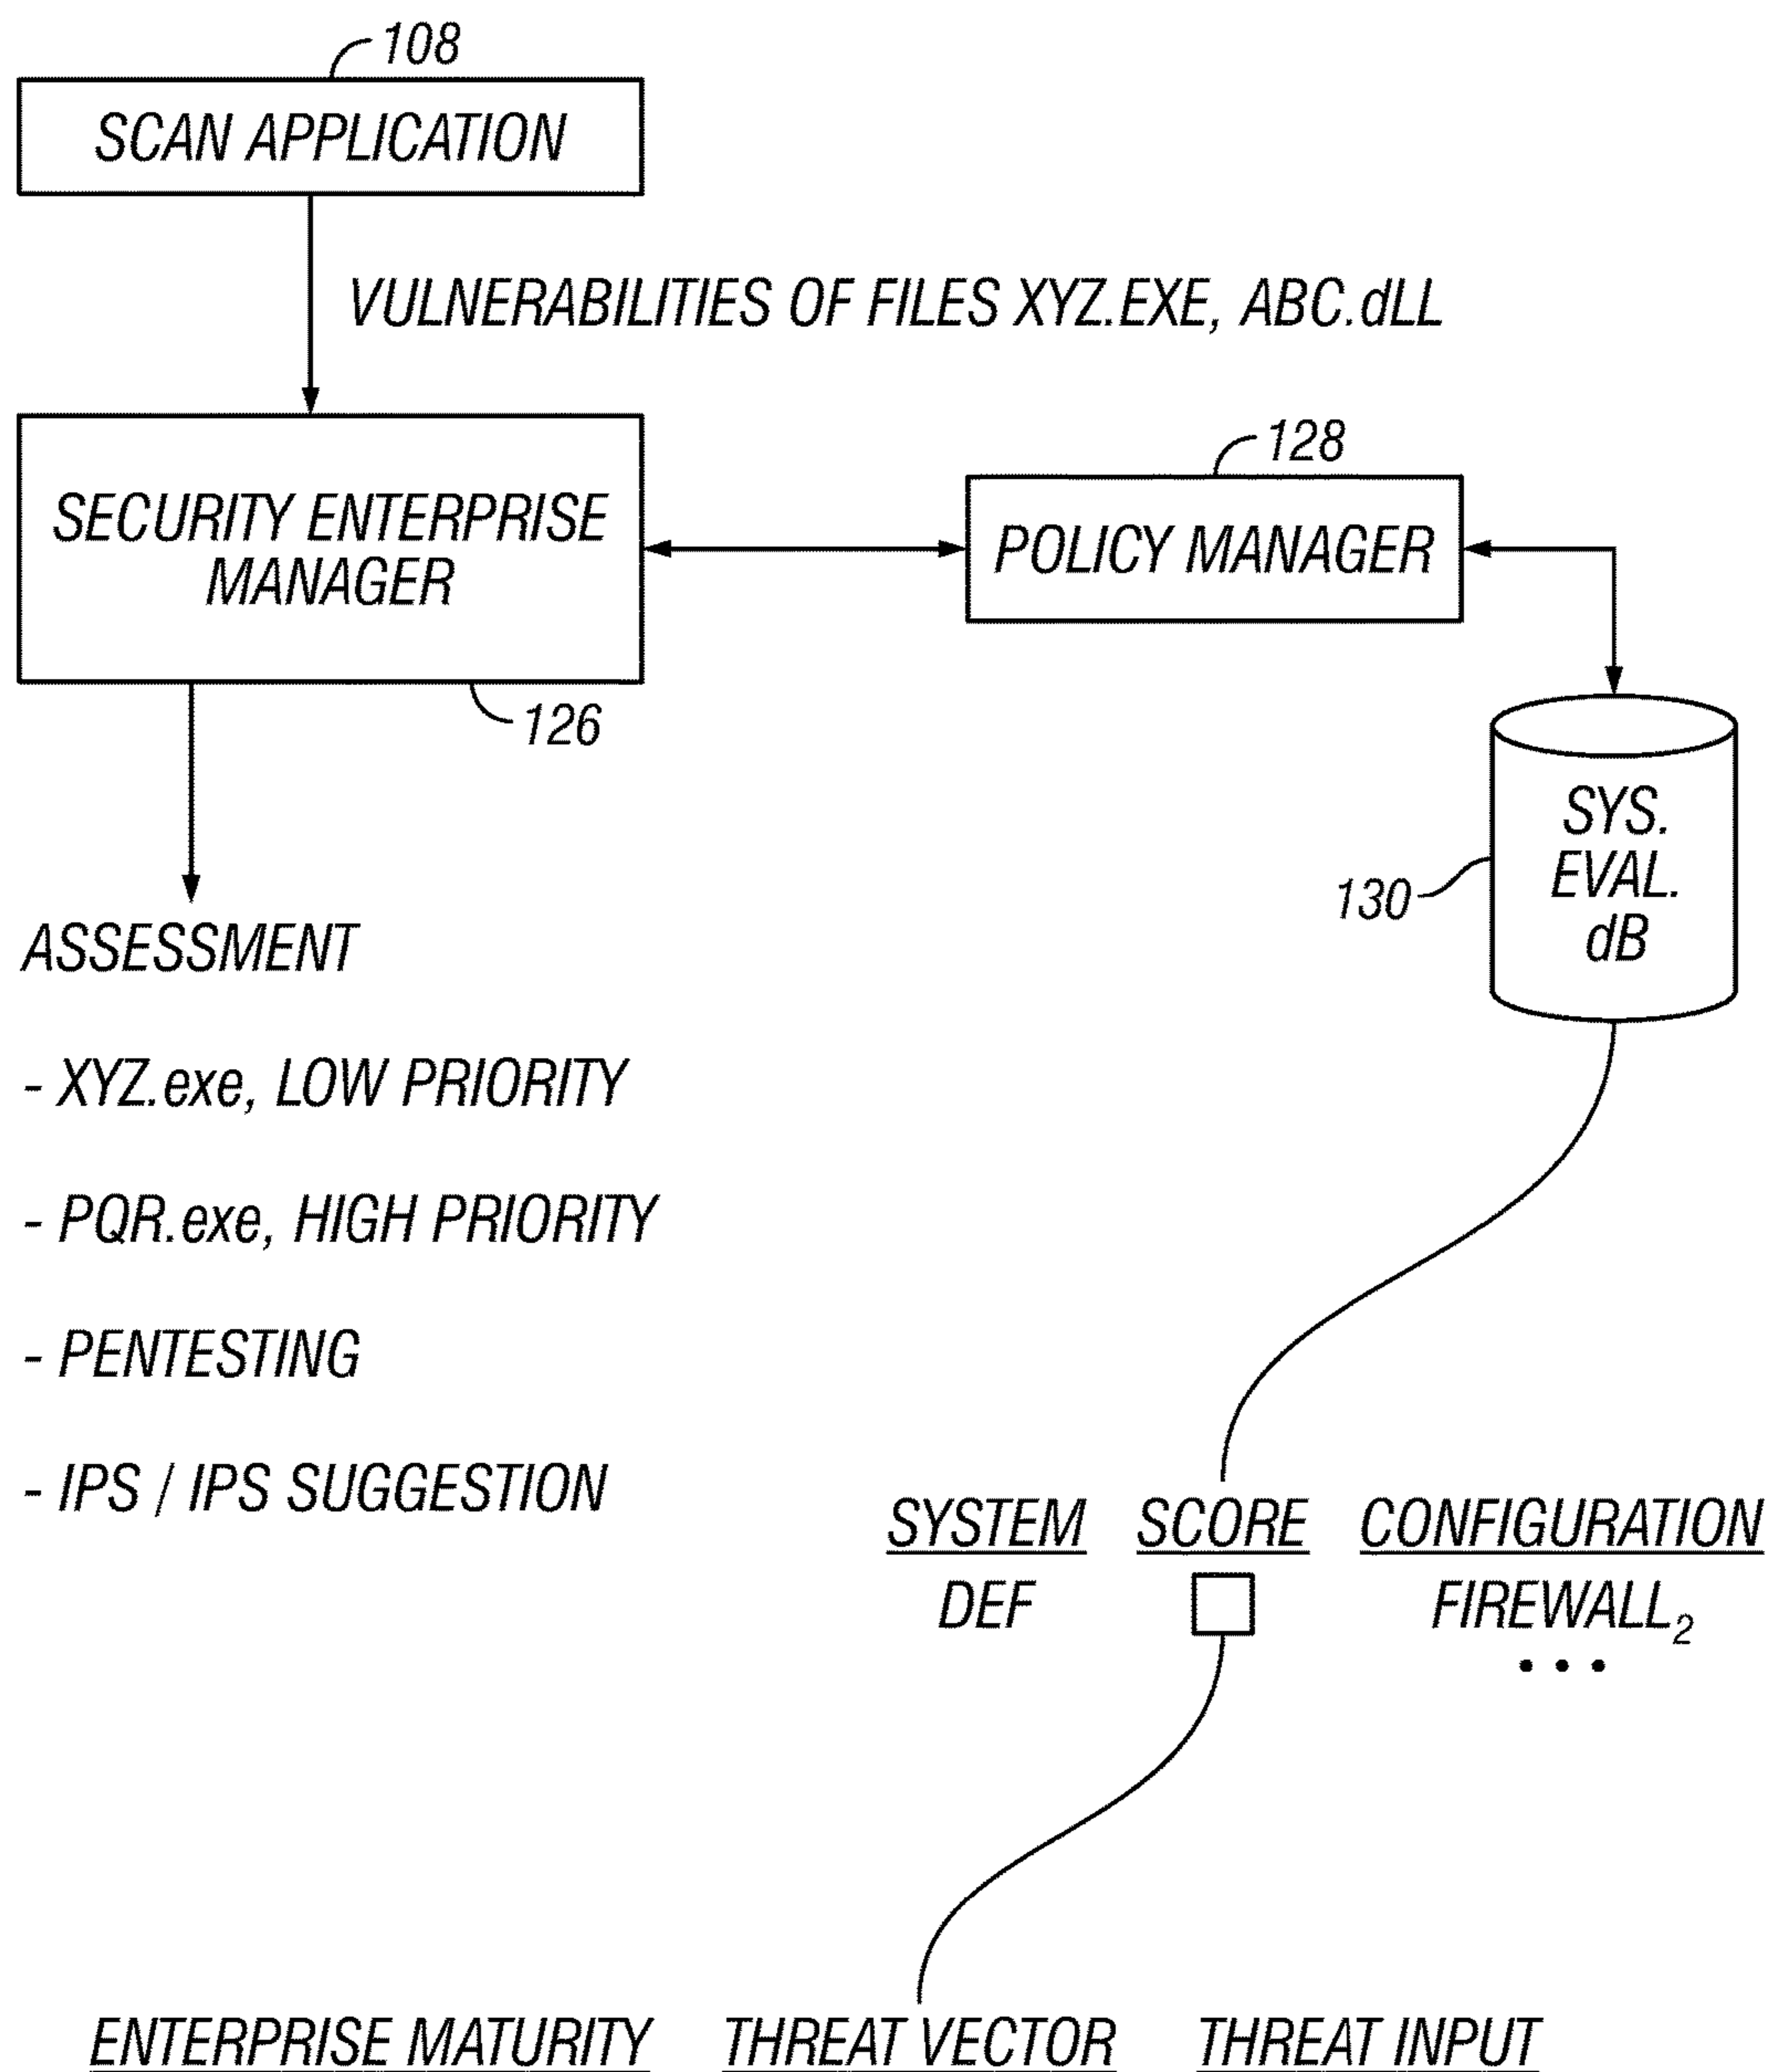 108
SCAN APPLICATION
VULNERABILITIES OF FILES XYZ.EXE, ABC.dLL
SECURITY ENTERPRISE
MANAGER
126
128
POLICY MANAGER
130
SYS.
EVAL.
dB
ASSESSMENT
- XYZ.exe, LOW PRIORITY
- PQR.exe, HIGH PRIORITY
- PENTESTING
- IPS / IPS SUGGESTION
SYSTEM SCORE CONFIGURATION
DEF FIREWALL₂
• • •
ENTERPRISE MATURITY THREAT VECTOR THREAT INPUT